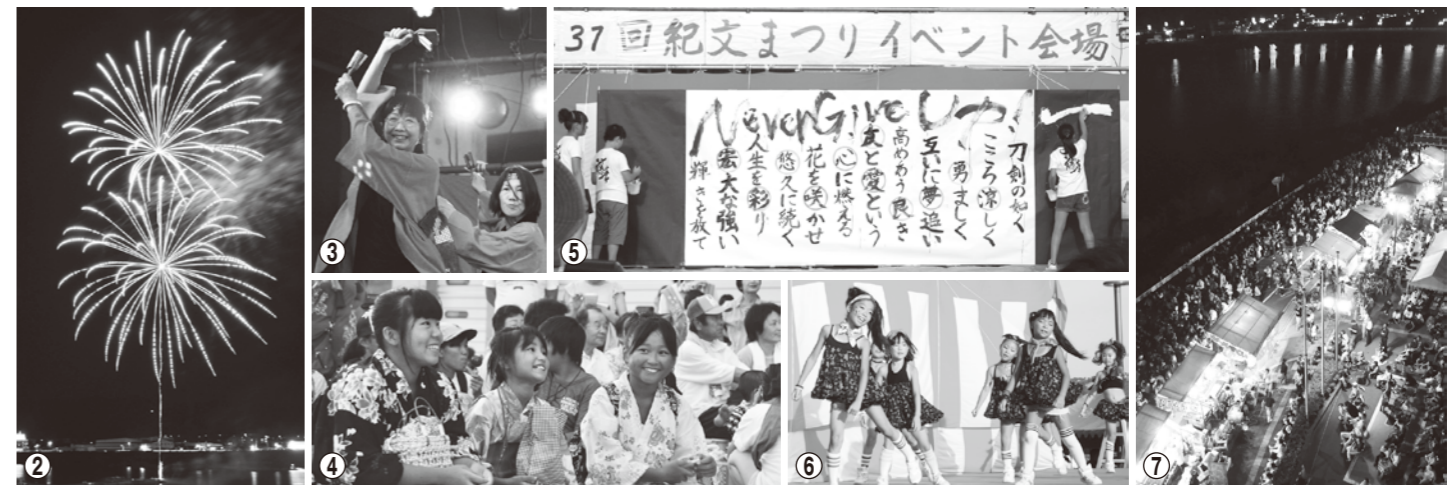 37回紀文まつりイベント会場
Never Give Up!
刀剣の如く
こころ涼しく
勇ましく
互いに夢追い
高めあう良き
友と愛という
心に燃える
花を咲かせ
悠久に続く
人生を彩り
宏大な強い
輝きを放て
②
③
④
⑤
⑥
⑦